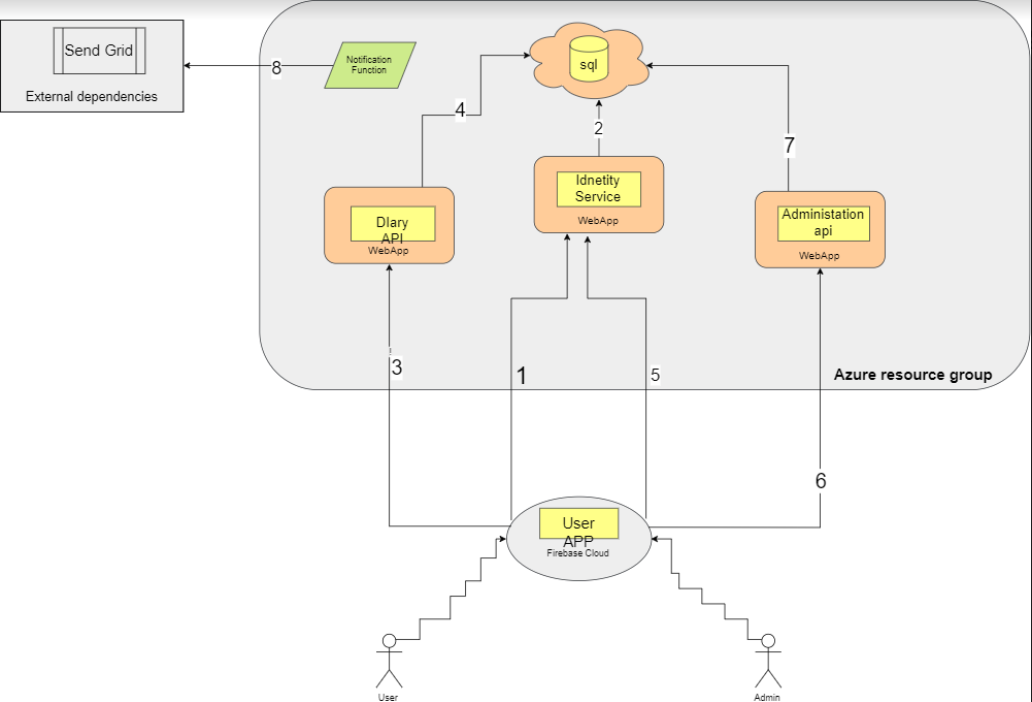 Send Grid
External dependencies
8
Notification
Function
sql
4
2
7
DIary
API
WebApp
Idnetity
Service
WebApp
Administation
api
WebApp
3
1
5
Azure resource group
6
User
APP
Firebase Cloud
User
Admin